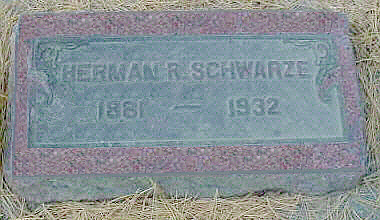 HERMAN R. SCHWARZE
1881 — 1932